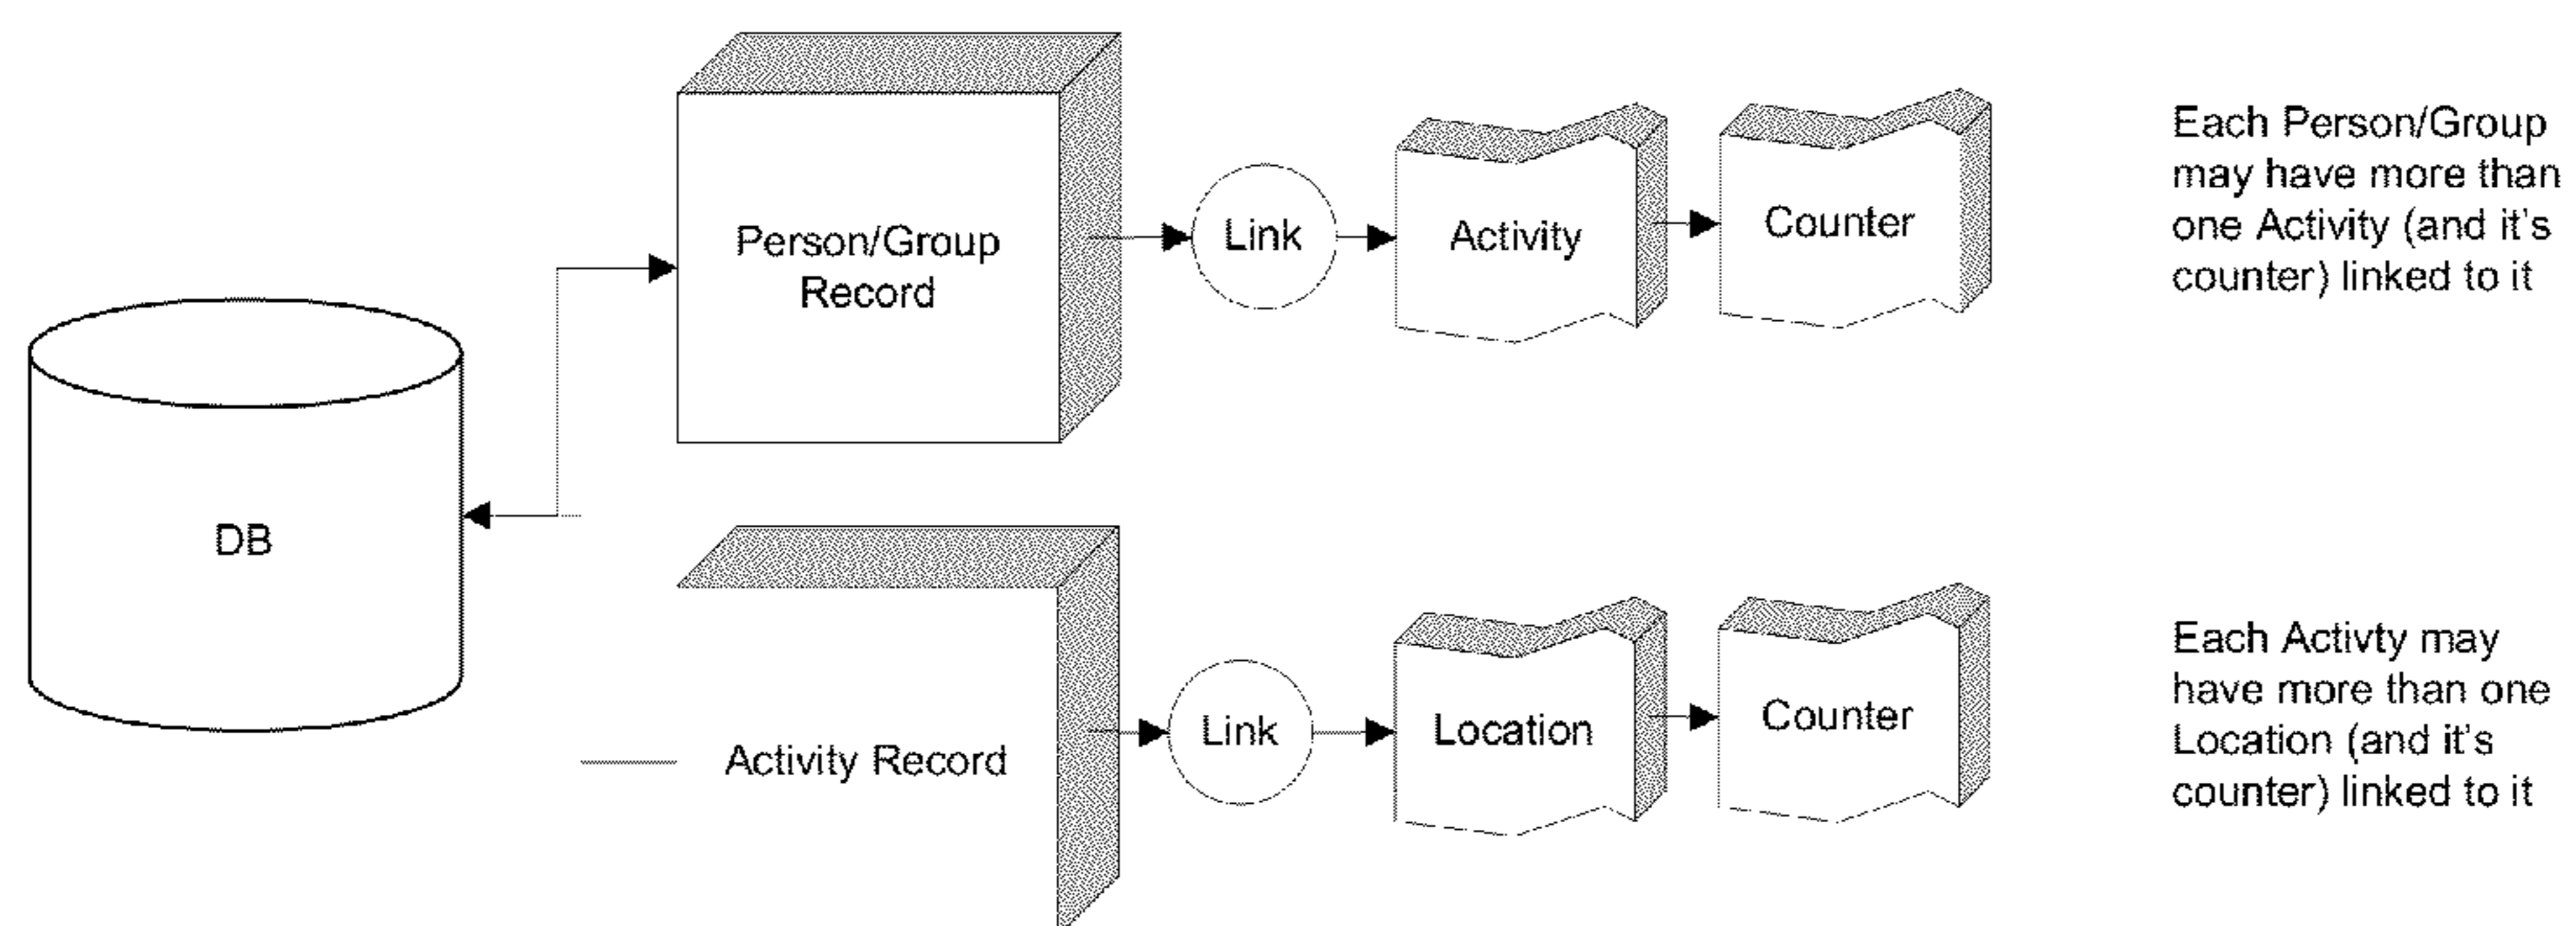 Each Person/Group
may have more than
one Activity (and it's
counter) linked to it
Person/Group
Record
Link
Activity
Counter
DB
Each Activty may
have more than one
Location (and it's
counter) linked to it
Activity Record
Link
Location
Counter